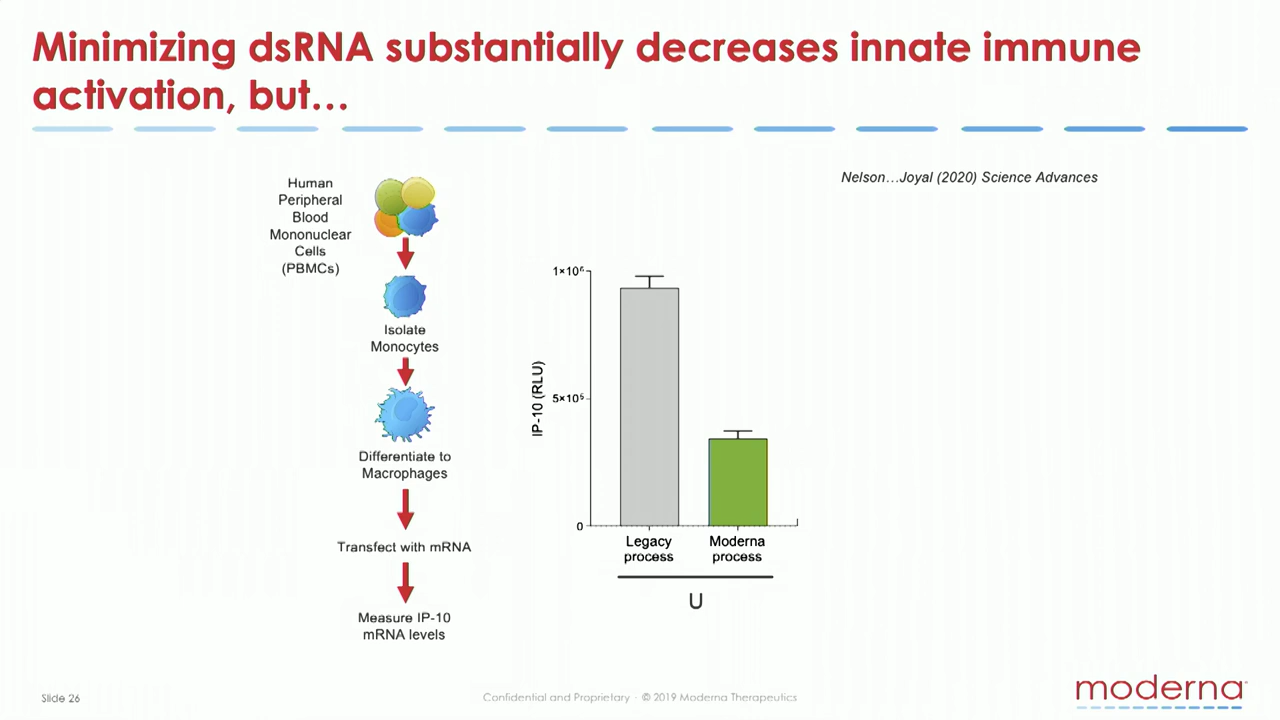 Minimizing dsRNA substantially decreases innate immune
activation, but…
Nelson…Joyal (2020) Science Advances
Human
Peripheral
Blood
Mononuclear
Cells
(PBMCs)
Isolate
Monocytes
Differentiate to
Macrophages
Transfect with mRNA
Measure IP-10
mRNA levels
IP-10 (RLU)
1×10⁶
5×10⁵
0
Legacy
process
Moderna
process
U
Slide 26
Confidential and Proprietary · © 2019 Moderna Therapeutics
moderna